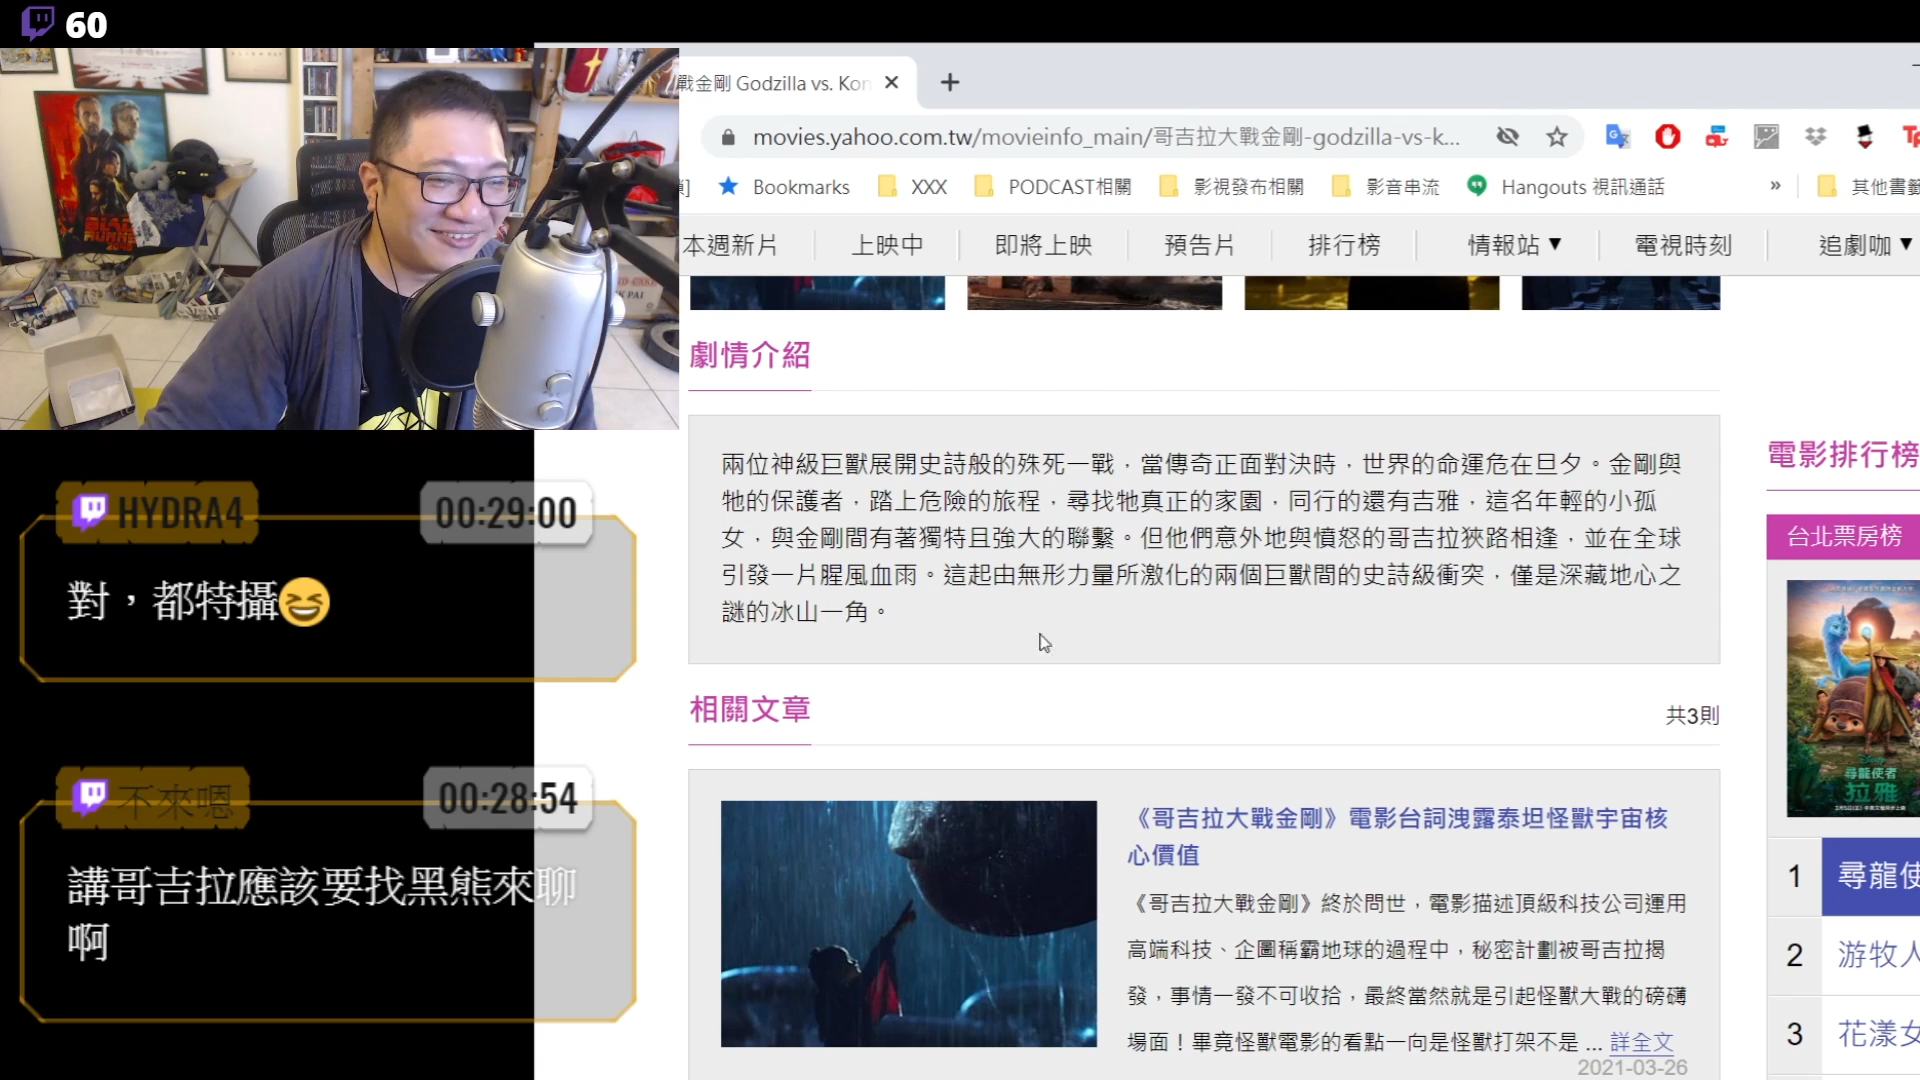 60
戰金剛 Godzilla vs. Kon
movies.yahoo.com.tw/movieinfo_main/哥吉拉大戰金剛-godzilla-vs-k...
Bookmarks XXX PODCAST相關 影視發布相關 影音串流 Hangouts 視訊通話 » 其他書籤
本週新片 上映中 即將上映 預告片 排行榜 情報站▼ 電視時刻 追劇咖▼
劇情介紹
兩位神級巨獸展開史詩般的殊死一戰，當傳奇正面對決時，世界的命運危在旦夕。金剛與
牠的保護者，踏上危險的旅程，尋找牠真正的家園，同行的還有吉雅，這名年輕的小孤
女，與金剛間有著獨特且強大的聯繫。但他們意外地與憤怒的哥吉拉狹路相逢，並在全球
引發一片腥風血雨。這起由無形力量所激化的兩個巨獸間的史詩級衝突，僅是深藏地心之
謎的冰山一角。
相關文章
共3則
《哥吉拉大戰金剛》電影台詞洩露泰坦怪獸宇宙核
心價值
《哥吉拉大戰金剛》終於問世，電影描述頂級科技公司運用
高端科技、企圖稱霸地球的過程中，秘密計劃被哥吉拉揭
發，事情一發不可收拾，最終當然就是引起怪獸大戰的磅礡
場面！畢竟怪獸電影的看點一向是怪獸打架不是 ... 詳全文
2021-03-26
電影排行榜
台北票房榜
尋龍使者
拉雅
1 尋龍使
2 游牧人
3 花漾女
HYDRA4 00:29:00
對，都特攝😆
不來嗯 00:28:54
講哥吉拉應該要找黑熊來聊
啊